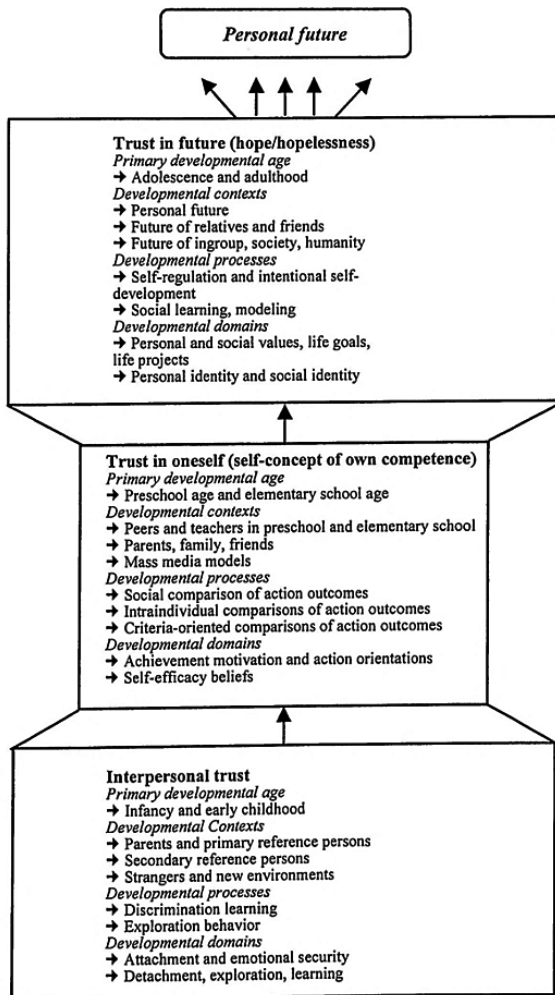 Personal future
Trust in future (hope/hopelessness)
Primary developmental age
➔ Adolescence and adulthood
Developmental contexts
➔ Personal future
➔ Future of relatives and friends
➔ Future of ingroup, society, humanity
Developmental processes
➔ Self-regulation and intentional self-
development
➔ Social learning, modeling
Developmental domains
➔ Personal and social values, life goals,
life projects
➔ Personal identity and social identity
Trust in oneself (self-concept of own competence)
Primary developmental age
➔ Preschool age and elementary school age
Developmental contexts
➔ Peers and teachers in preschool and elementary school
➔ Parents, family, friends
➔ Mass media models
Developmental processes
➔ Social comparison of action outcomes
➔ Intraindividual comparisons of action outcomes
➔ Criteria-oriented comparisons of action outcomes
Developmental domains
➔ Achievement motivation and action orientations
➔ Self-efficacy beliefs
Interpersonal trust
Primary developmental age
➔ Infancy and early childhood
Developmental Contexts
➔ Parents and primary reference persons
➔ Secondary reference persons
➔ Strangers and new environments
Developmental processes
➔ Discrimination learning
➔ Exploration behavior
Developmental domains
➔ Attachment and emotional security
➔ Detachment, exploration, learning